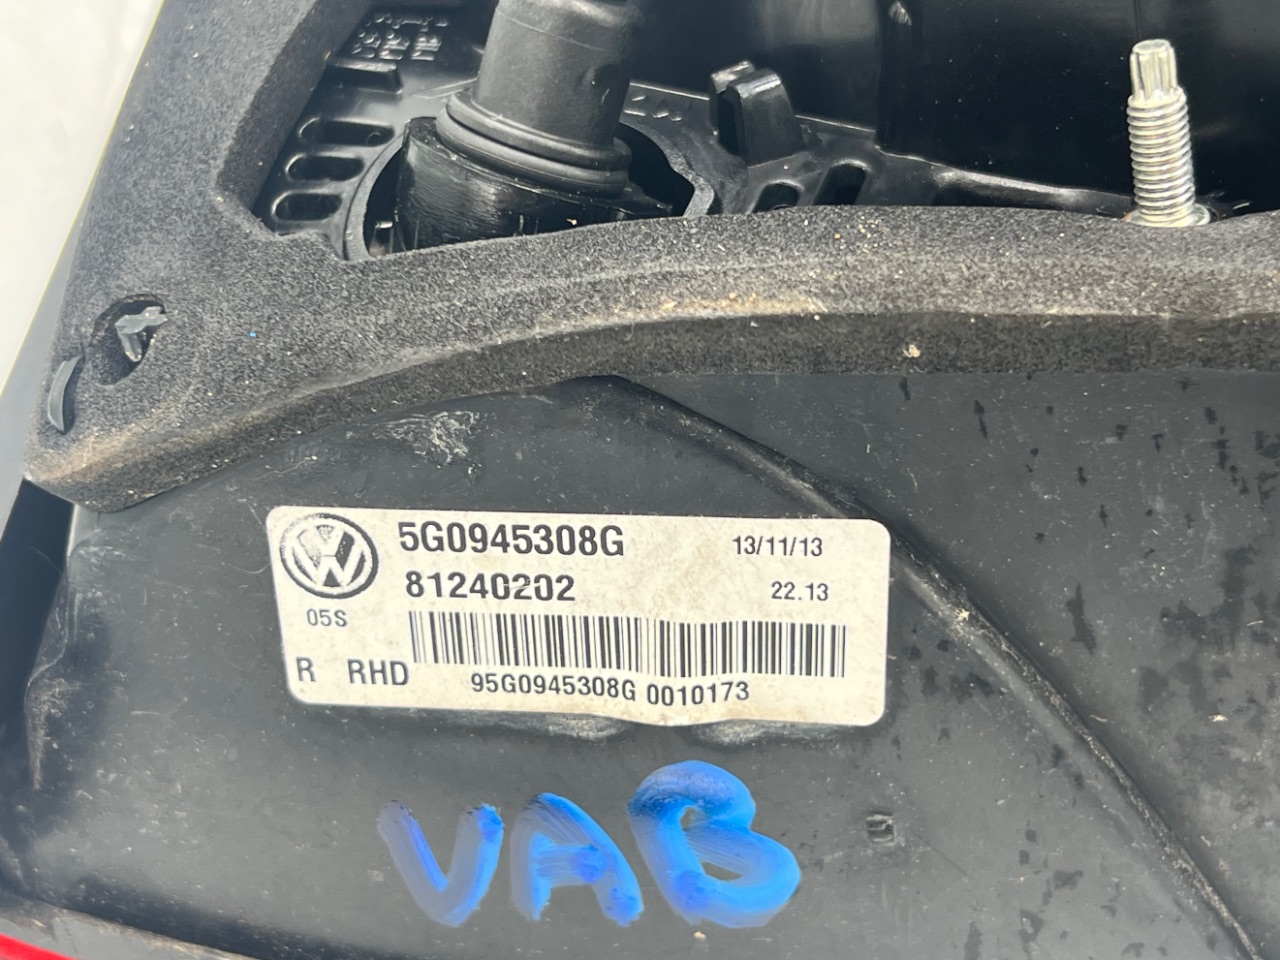 5G0945308G 13/11/13
81240202 22.13
05S
R RHD
95G0945308G 0010173
VAB